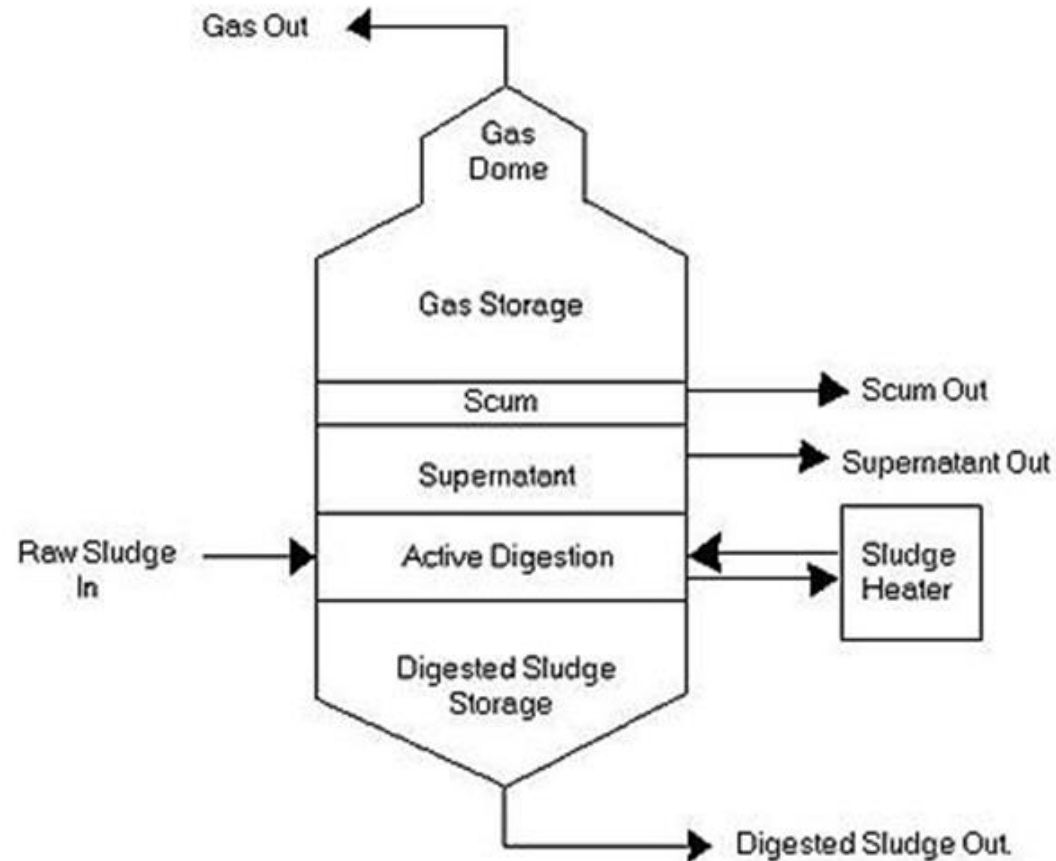 Gas Out
Gas
Dome
Gas Storage
Scum
Scum Out
Supernatant
Supernatant Out
Raw Sludge
In
Active Digestion
Sludge
Heater
Digested Sludge
Storage
Digested Sludge Out.